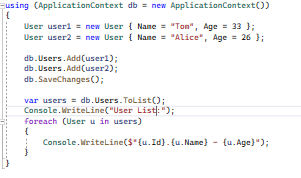 using (ApplicationContext db = new ApplicationContext())
{
    User user1 = new User { Name = "Tom", Age = 33 };
    User user2 = new User { Name = "Alice", Age = 26 };

    db.Users.Add(user1);
    db.Users.Add(user2);
    db.SaveChanges();

    var users = db.Users.ToList();
    Console.WriteLine("User List:");
    foreach (User u in users)
    {
        Console.WriteLine($"{u.Id}.{u.Name} - {u.Age}");
    }
}